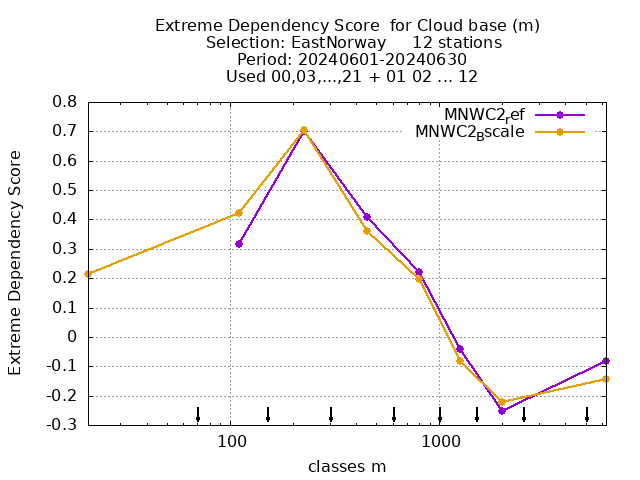 Extreme Dependency Score  for Cloud base (m)
Selection: EastNorway     12 stations
Period: 20240601-20240630
Used 00,03,...,21 + 01 02 ... 12
MNWC2ref
MNWC2Bscale
Extreme Dependency Score
0.8
0.7
0.6
0.5
0.4
0.3
0.2
0.1
0
-0.1
-0.2
-0.3
100
1000
classes m